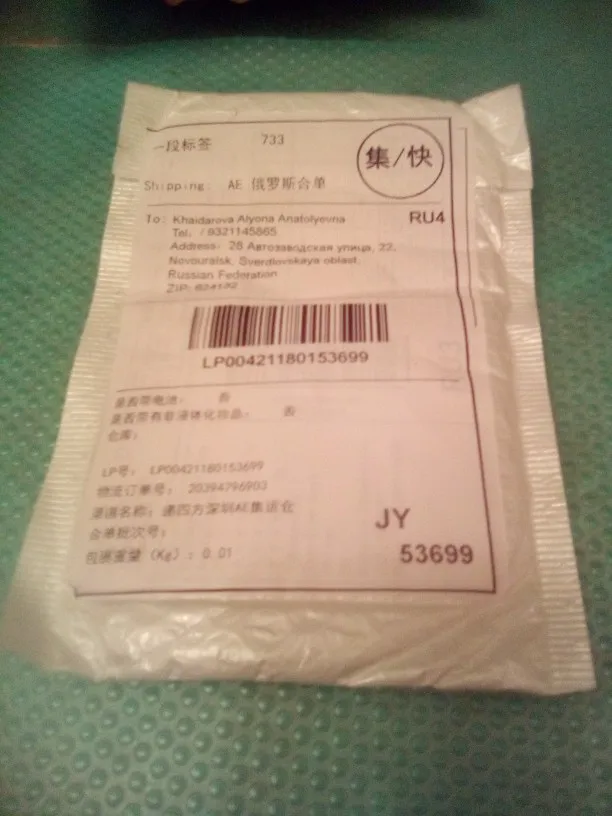 一段标签 733
集/快
Shipping: AE 俄罗斯合单
To: Khaidarova Alyona Anatolyevna
RU4
Tel. /9321145865
Address: 28 Автозаводская улица, 22,
Novouralsk, Sverdlovskaya oblast,
Russian Federation
ZIP:
LP00421180153699
是否带电池: 否
是否带有非液体化妆品: 否
仓库:
LP号: LP00421180153699
物流订单号: 20394796903
渠道名称: 递四方深圳AE集运仓
合单批次号:
JY
包裹重量 (Kg): 0.01
53699